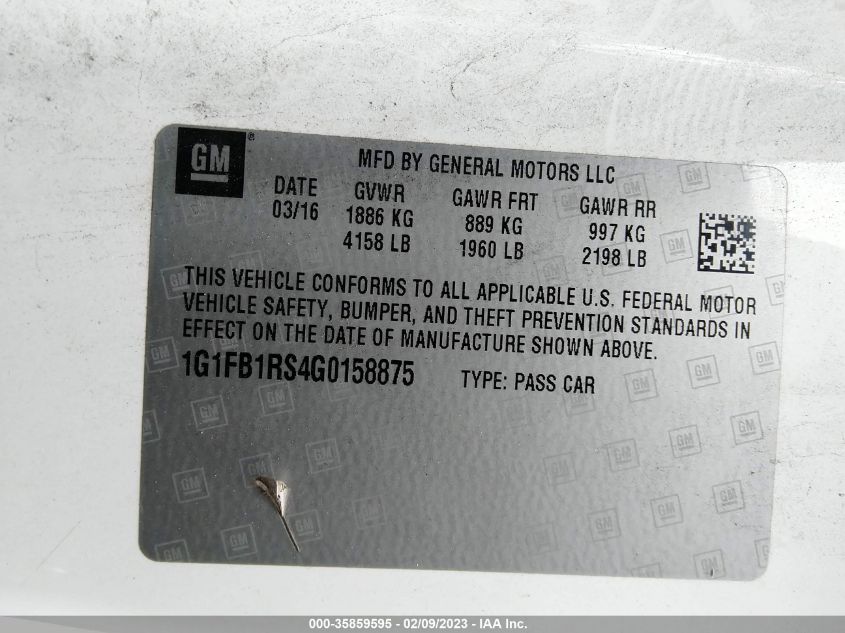 GM®
MFD BY GENERAL MOTORS LLC
DATE GVWR GAWR FRT GAWR RR
03/16 1886 KG 889 KG 997 KG
4158 LB 1960 LB 2198 LB
THIS VEHICLE CONFORMS TO ALL APPLICABLE U.S. FEDERAL MOTOR
VEHICLE SAFETY, BUMPER, AND THEFT PREVENTION STANDARDS IN
EFFECT ON THE DATE OF MANUFACTURE SHOWN ABOVE.
1G1FB1RS4G0158875 TYPE: PASS CAR
000-35859595 - 02/09/2023 - IAA Inc.